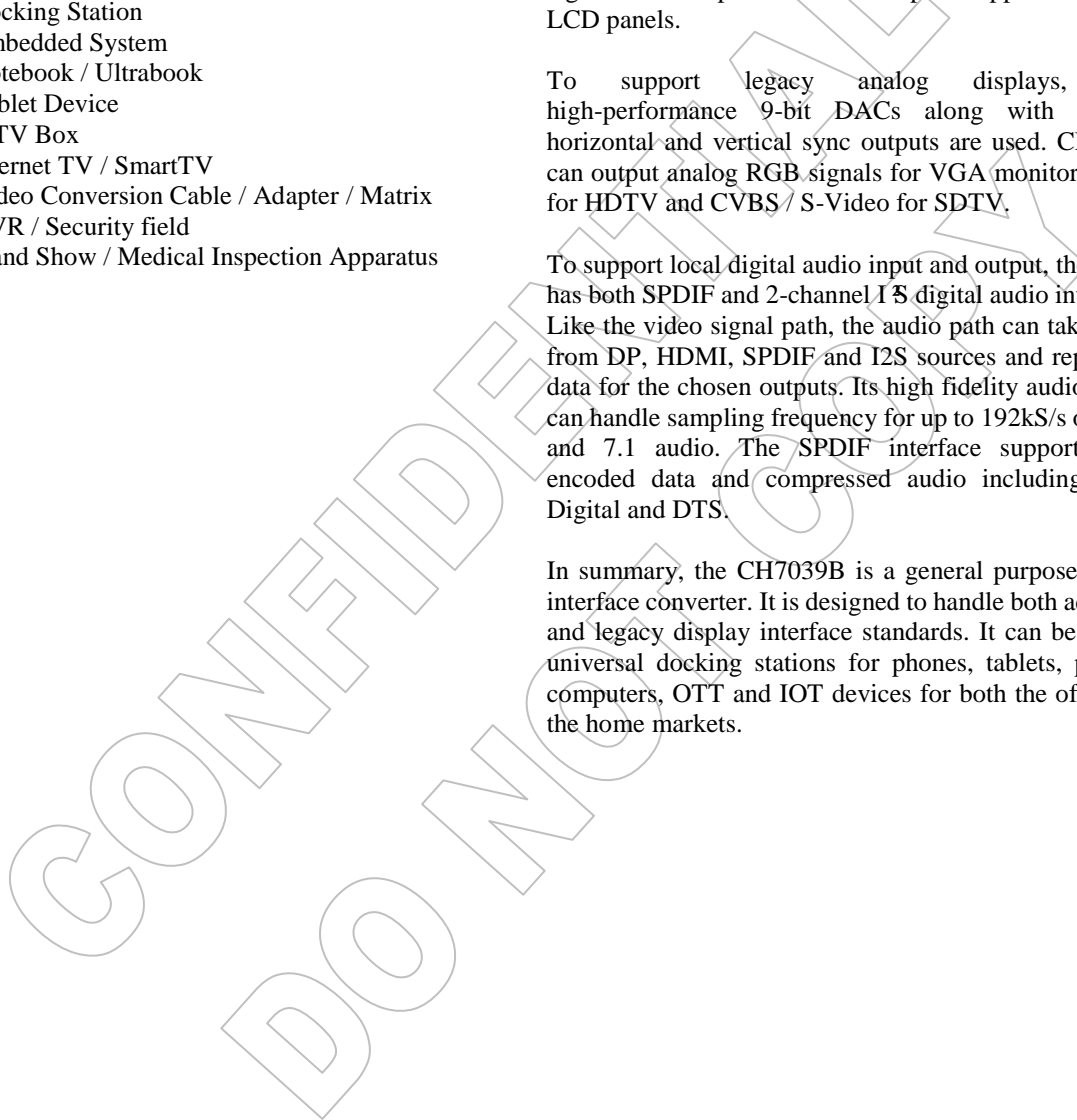 ocking Station
mbedded System
otebook / Ultrabook
ablet Device
TV Box
ernet TV / SmartTV
deo Conversion Cable / Adapter / Matrix
VR / Security field
and Show / Medical Inspection Apparatus
LCD panels.
To support legacy analog displays,
high-performance 9-bit DACs along with
horizontal and vertical sync outputs are used. C
can output analog RGB signals for VGA monitor
for HDTV and CVBS / S-Video for SDTV.
To support local digital audio input and output, th
has both SPDIF and 2-channel I²S digital audio in
Like the video signal path, the audio path can tak
from DP, HDMI, SPDIF and I2S sources and rep
data for the chosen outputs. Its high fidelity audio
can handle sampling frequency for up to 192kS/s
and 7.1 audio. The SPDIF interface support
encoded data and compressed audio including
Digital and DTS.
In summary, the CH7039B is a general purpose
interface converter. It is designed to handle both a
and legacy display interface standards. It can be
universal docking stations for phones, tablets, p
computers, OTT and IOT devices for both the of
the home markets.
CONFIDENTIAL
DO NOT COPY